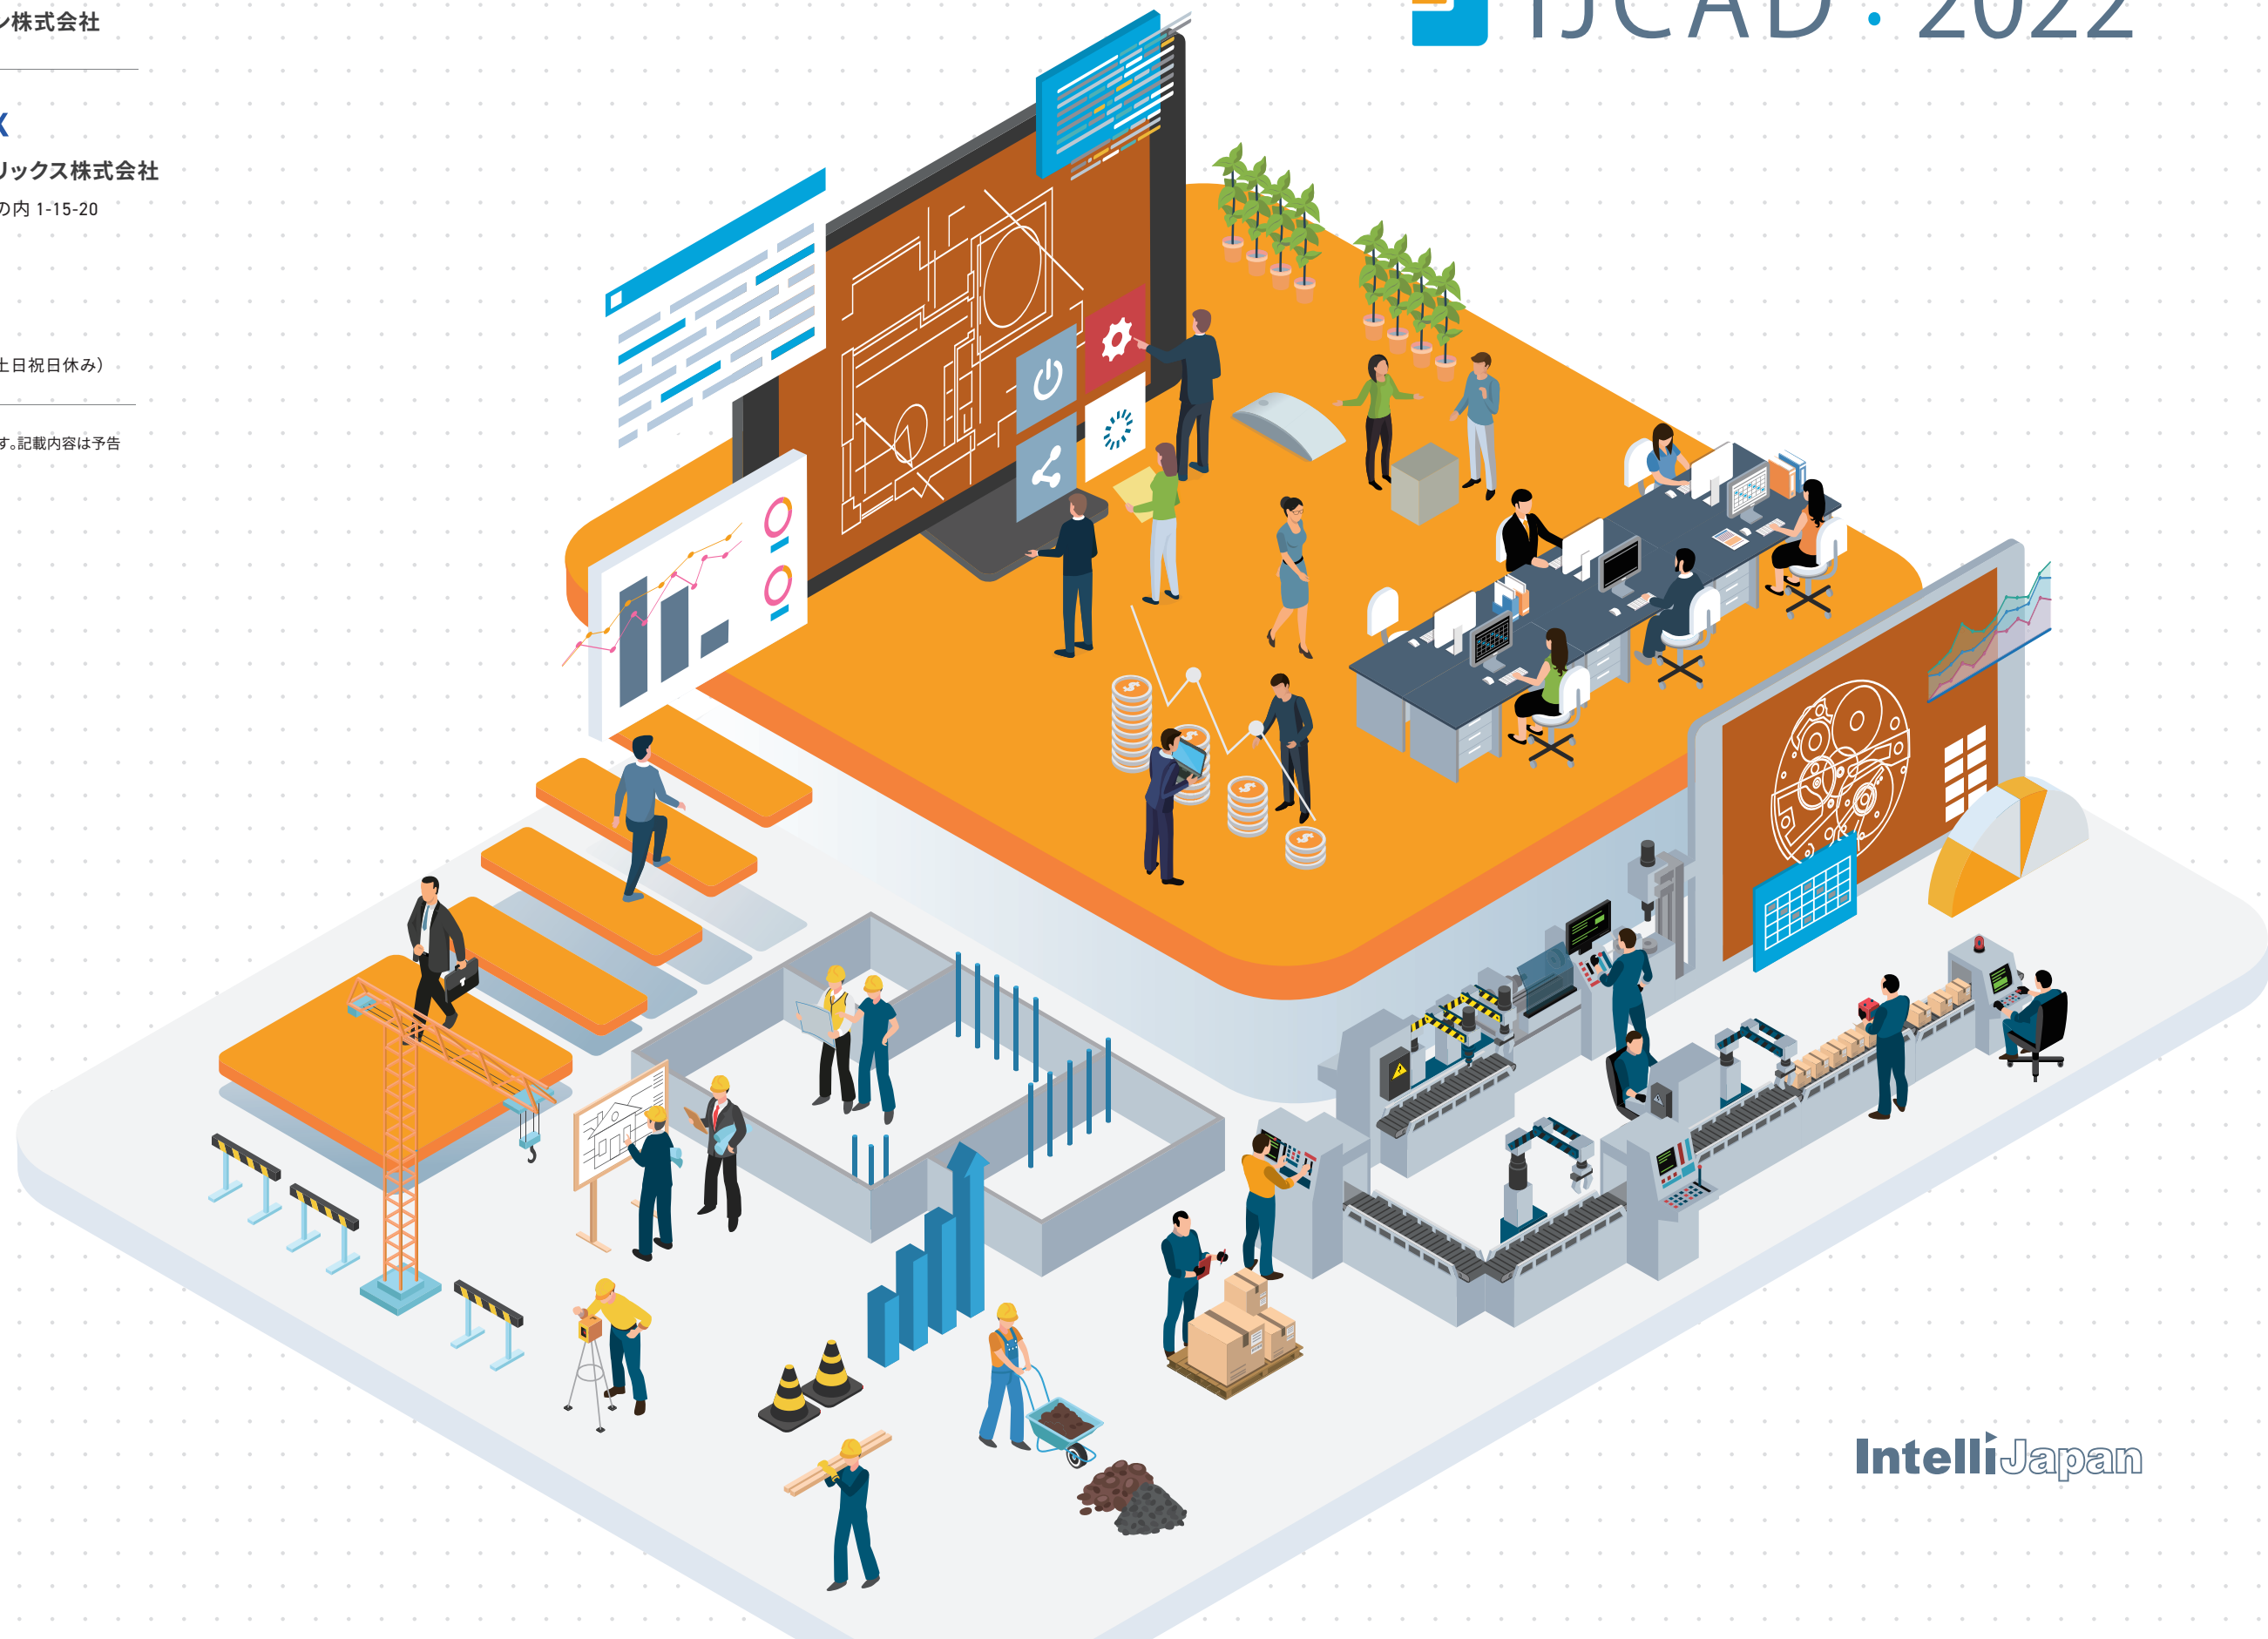 ン株式会社
X
リックス株式会社
の内 1-15-20
土日祝日休み）
す。記載内容は予告
IJCAD . 2022
IntelliJapan